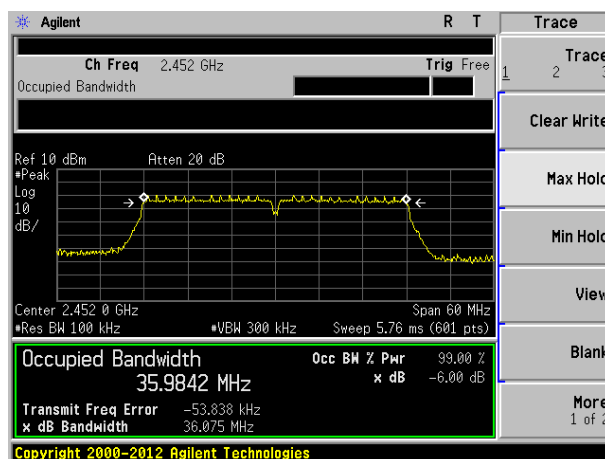 Agilent R T Trace
Ch Freq 2.452 GHz Trig Free
Occupied Bandwidth
Trace
1 2 3
Clear Write
Max Hold
Min Hold
View
Blank
More
1 of 2
Ref 10 dBm Atten 20 dB
#Peak
Log
10
dB/
Center 2.452 0 GHz Span 60 MHz
#Res BW 100 kHz #VBW 300 kHz Sweep 5.76 ms (601 pts)
Occupied Bandwidth Occ BW % Pwr 99.00 %
35.9842 MHz x dB -6.00 dB
Transmit Freq Error -53.838 kHz
x dB Bandwidth 36.075 MHz
Copyright 2000-2012 Agilent Technologies